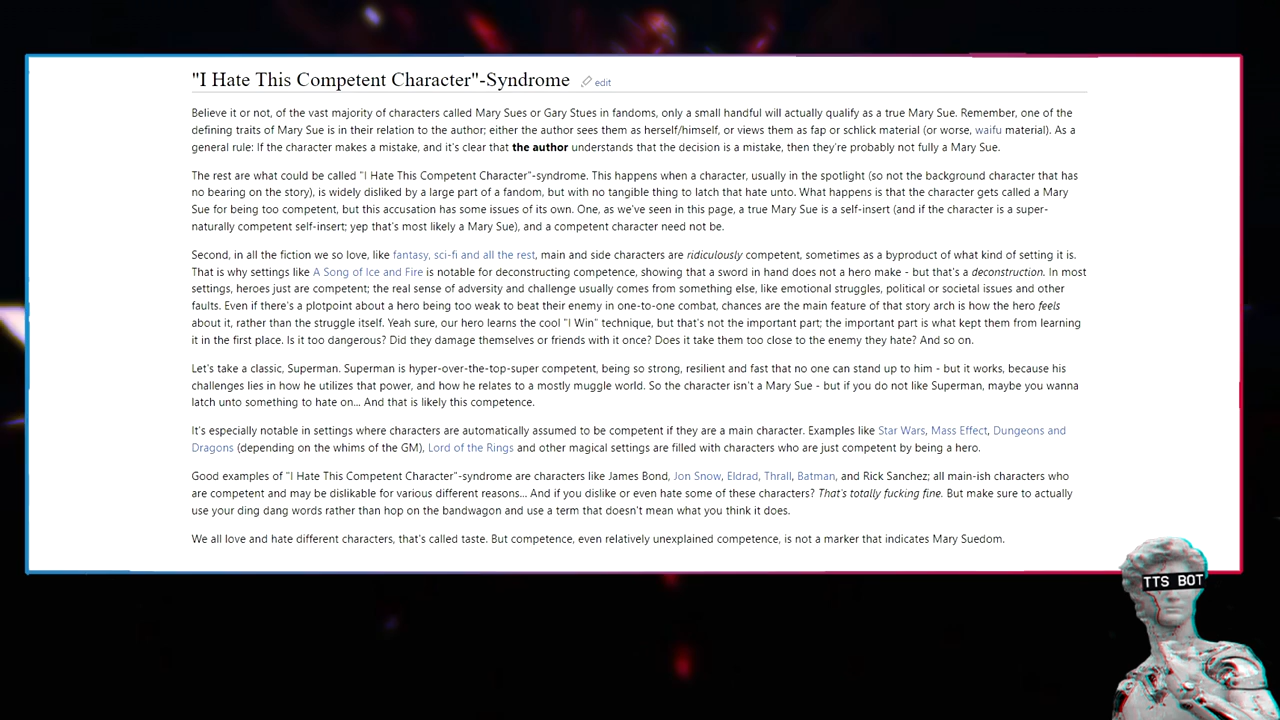 "I Hate This Competent Character"-Syndrome edit
Believe it or not, of the vast majority of characters called Mary Sues or Gary Stues in fandoms, only a small handful will actually qualify as a true Mary Sue. Remember, one of the
defining traits of Mary Sue is in their relation to the author; either the author sees them as herself/himself, or views them as fap or schlick material (or worse, waifu material). As a
general rule: If the character makes a mistake, and it's clear that the author understands that the decision is a mistake, then they're probably not fully a Mary Sue.
The rest are what could be called "I Hate This Competent Character"-syndrome. This happens when a character, usually in the spotlight (so not the background character that has
no bearing on the story), is widely disliked by a large part of a fandom, but with no tangible thing to latch that hate unto. What happens is that the character gets called a Mary
Sue for being too competent, but this accusation has some issues of its own. One, as we've seen in this page, a true Mary Sue is a self-insert (and if the character is a super-
naturally competent self-insert; yep that's most likely a Mary Sue), and a competent character need not be.
Second, in all the fiction we so love, like fantasy, sci-fi and all the rest, main and side characters are ridiculously competent, sometimes as a byproduct of what kind of setting it is.
That is why settings like A Song of Ice and Fire is notable for deconstructing competence, showing that a sword in hand does not a hero make - but that's a deconstruction. In most
settings, heroes just are competent; the real sense of adversity and challenge usually comes from something else, like emotional struggles, political or societal issues and other
faults. Even if there's a plotpoint about a hero being too weak to beat their enemy in one-to-one combat, chances are the main feature of that story arch is how the hero feels
about it, rather than the struggle itself. Yeah sure, our hero learns the cool "I Win" technique, but that's not the important part; the important part is what kept them from learning
it in the first place. Is it too dangerous? Did they damage themselves or friends with it once? Does it take them too close to the enemy they hate? And so on.
Let's take a classic, Superman. Superman is hyper-over-the-top-super competent, being so strong, resilient and fast that no one can stand up to him - but it works, because his
challenges lies in how he utilizes that power, and how he relates to a mostly muggle world. So the character isn't a Mary Sue - but if you do not like Superman, maybe you wanna
latch unto something to hate on... And that is likely this competence.
It's especially notable in settings where characters are automatically assumed to be competent if they are a main character. Examples like Star Wars, Mass Effect, Dungeons and
Dragons (depending on the whims of the GM), Lord of the Rings and other magical settings are filled with characters who are just competent by being a hero.
Good examples of "I Hate This Competent Character"-syndrome are characters like James Bond, Jon Snow, Eldrad, Thrall, Batman, and Rick Sanchez; all main-ish characters who
are competent and may be dislikable for various different reasons... And if you dislike or even hate some of these characters? That's totally fucking fine. But make sure to actually
use your ding dang words rather than hop on the bandwagon and use a term that doesn't mean what you think it does.
We all love and hate different characters, that's called taste. But competence, even relatively unexplained competence, is not a marker that indicates Mary Suedom.
TTS BOT